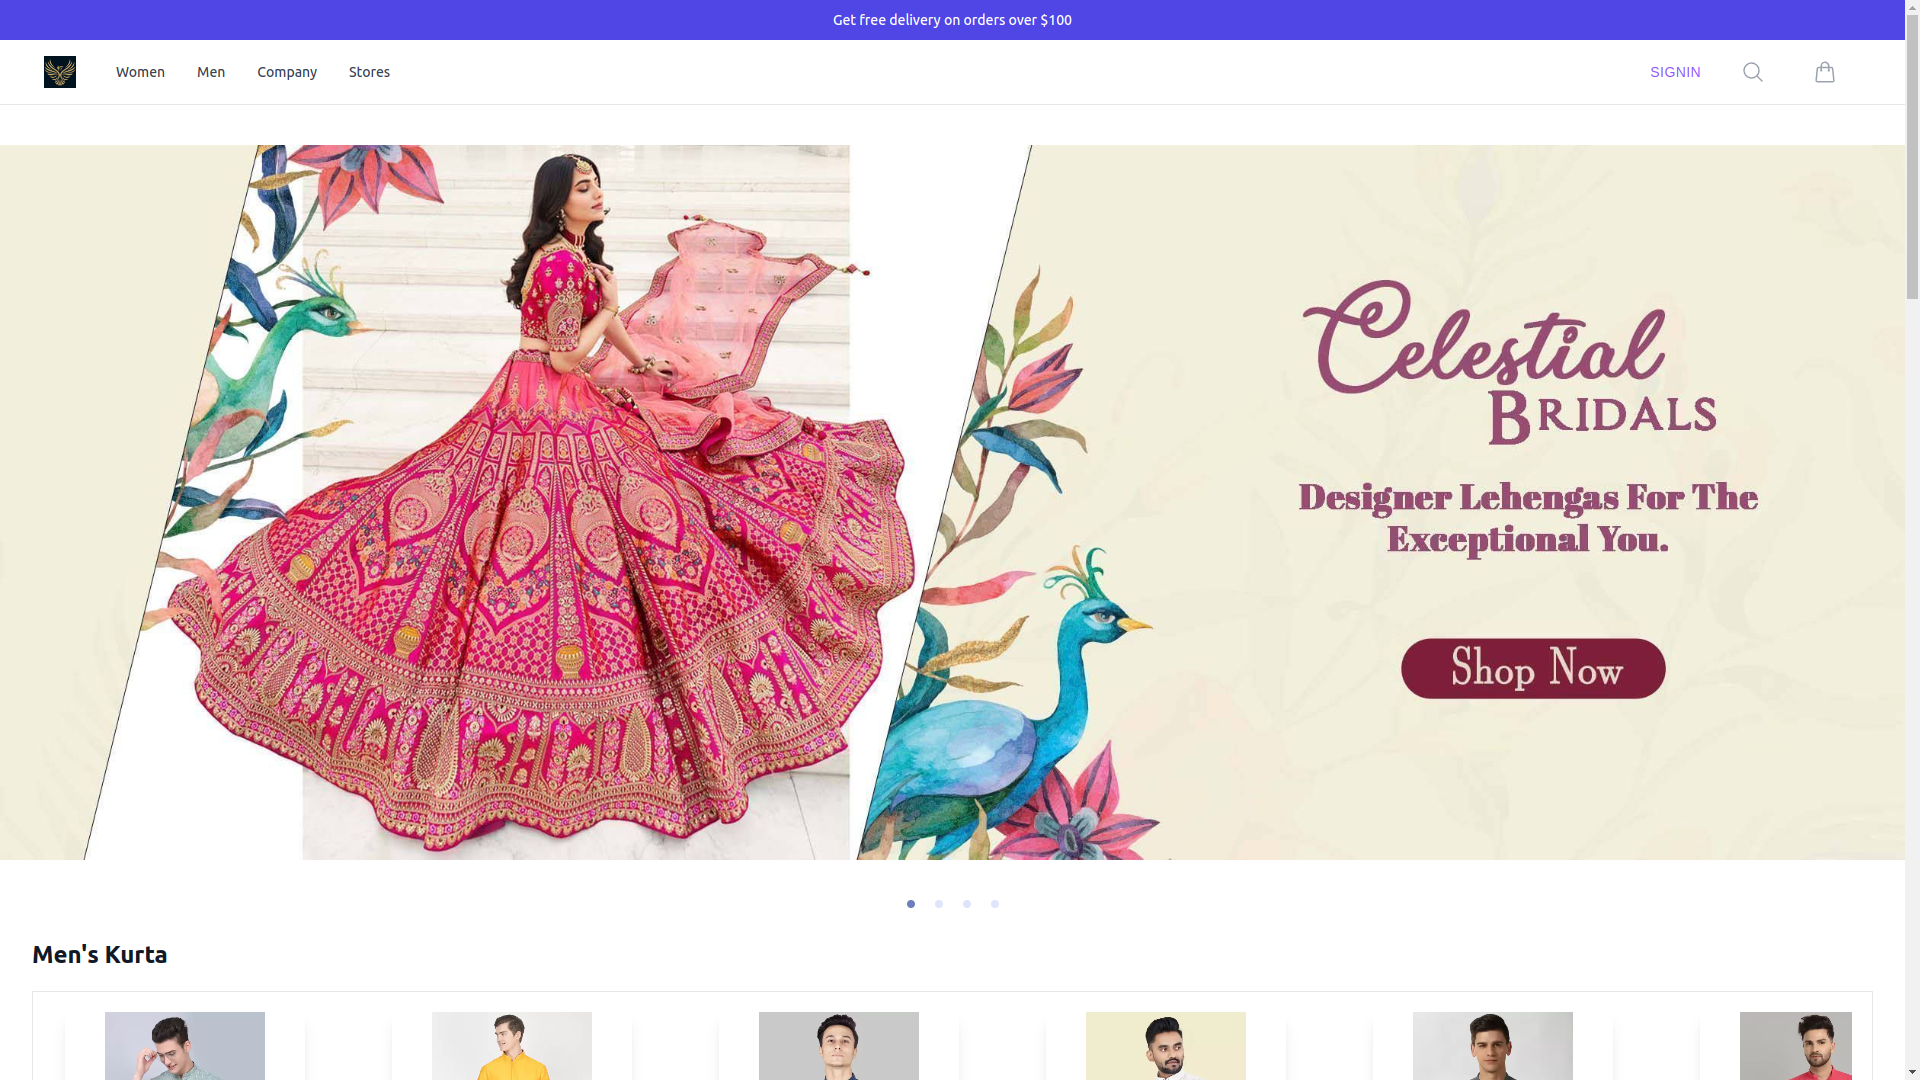 Get free delivery on orders over $100
Women Men Company Stores SIGNIN
Celestial
BRIDALS
Designer Lehengas For The
Exceptional You.
Shop Now
Men's Kurta